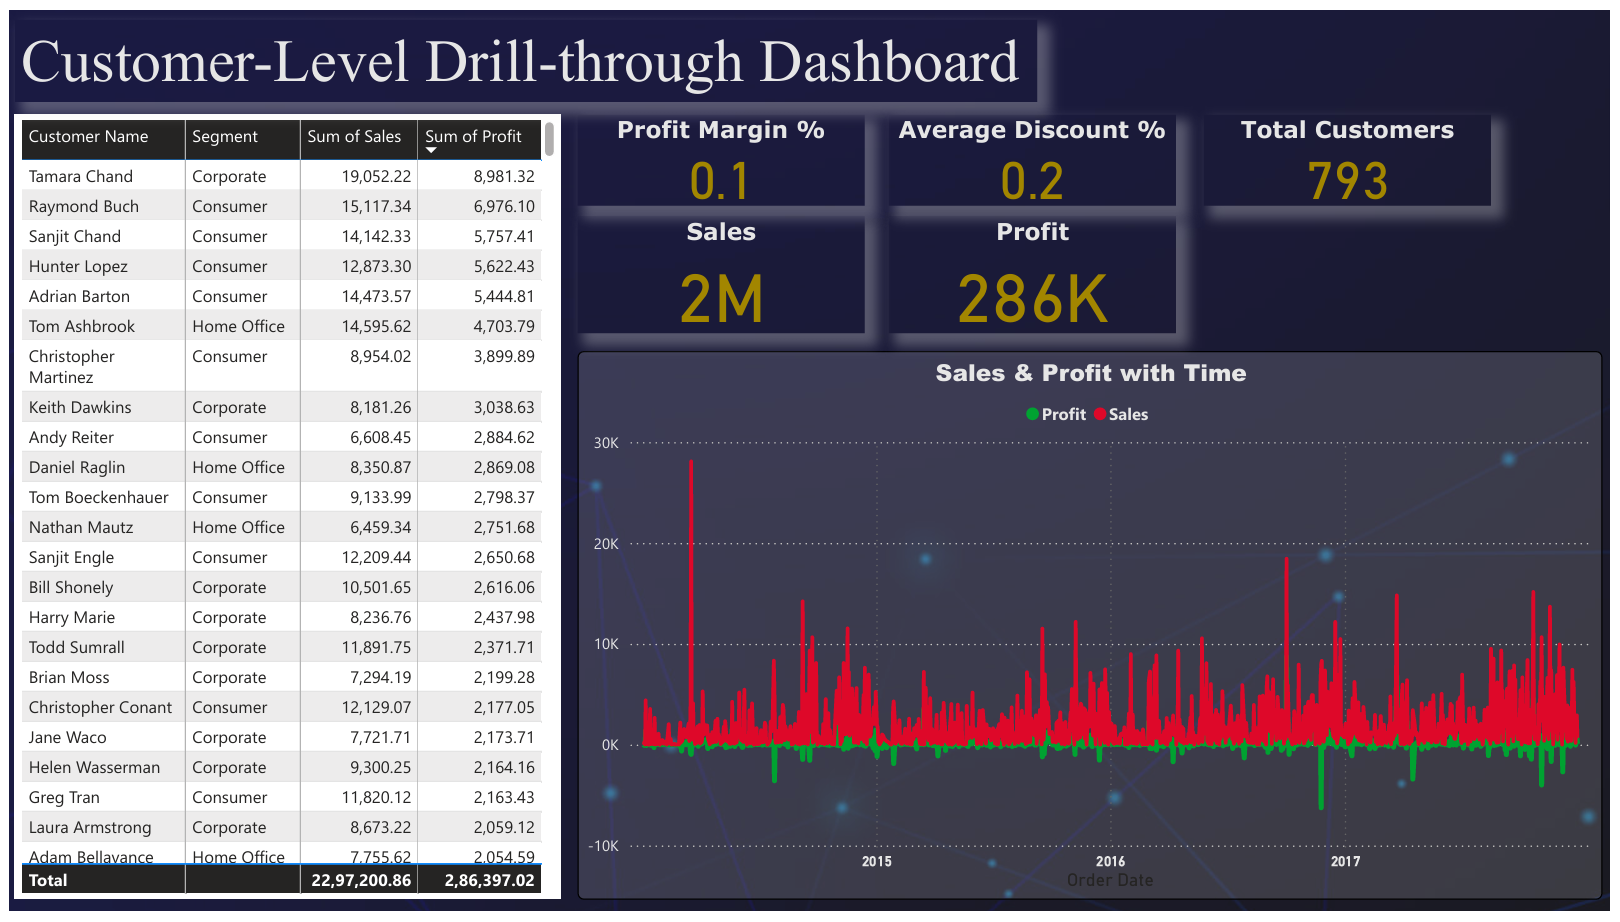 Customer-Level Drill-through Dashboard
Customer Name Segment Sum of Sales Sum of Profit
Tamara Chand Corporate 19,052.22 8,981.32
Raymond Buch Consumer 15,117.34 6,976.10
Sanjit Chand Consumer 14,142.33 5,757.41
Hunter Lopez Consumer 12,873.30 5,622.43
Adrian Barton Consumer 14,473.57 5,444.81
Tom Ashbrook Home Office 14,595.62 4,703.79
Christopher Consumer 8,954.02 3,899.89
Martinez
Keith Dawkins Corporate 8,181.26 3,038.63
Andy Reiter Consumer 6,608.45 2,884.62
Daniel Raglin Home Office 8,350.87 2,869.08
Tom Boeckenhauer Consumer 9,133.99 2,798.37
Nathan Mautz Home Office 6,459.34 2,751.68
Sanjit Engle Consumer 12,209.44 2,650.68
Bill Shonely Corporate 10,501.65 2,616.06
Harry Marie Corporate 8,236.76 2,437.98
Todd Sumrall Corporate 11,891.75 2,371.71
Brian Moss Corporate 7,294.19 2,199.28
Christopher Conant Consumer 12,129.07 2,177.05
Jane Waco Corporate 7,721.71 2,173.71
Helen Wasserman Corporate 9,300.25 2,164.16
Greg Tran Consumer 11,820.12 2,163.43
Laura Armstrong Corporate 8,673.22 2,059.12
Adam Bellavance Home Office 7,755.62 2,054.59
Total 22,97,200.86 2,86,397.02
Profit Margin % Average Discount % Total Customers
0.1 0.2 793
Sales Profit
2M 286K
Sales & Profit with Time
Profit Sales
30K
20K
10K
0K
-10K
2015 2016 2017
Order Date